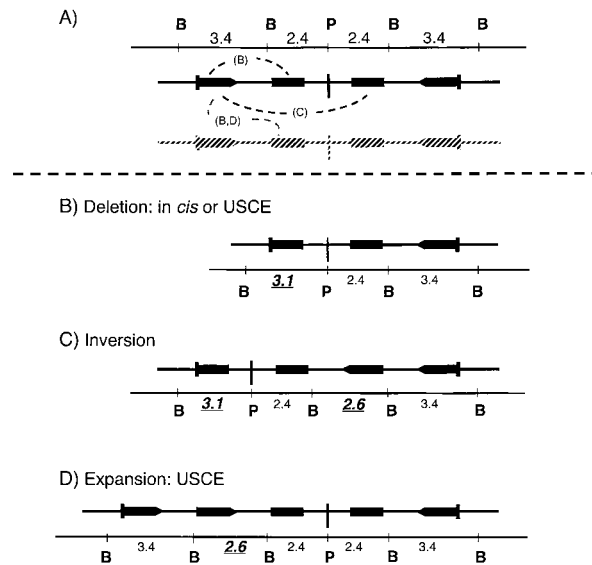 A)
B B P B B
3.4 2.4 2.4 3.4
(B)
(C)
(B,D)
B) Deletion: in cis or USCE
3.1 2.4 3.4
B P B B
C) Inversion
3.1 2.4 2.6 3.4
B P B B B
D) Expansion: USCE
3.4 2.6 2.4 2.4 3.4
B B B P B B